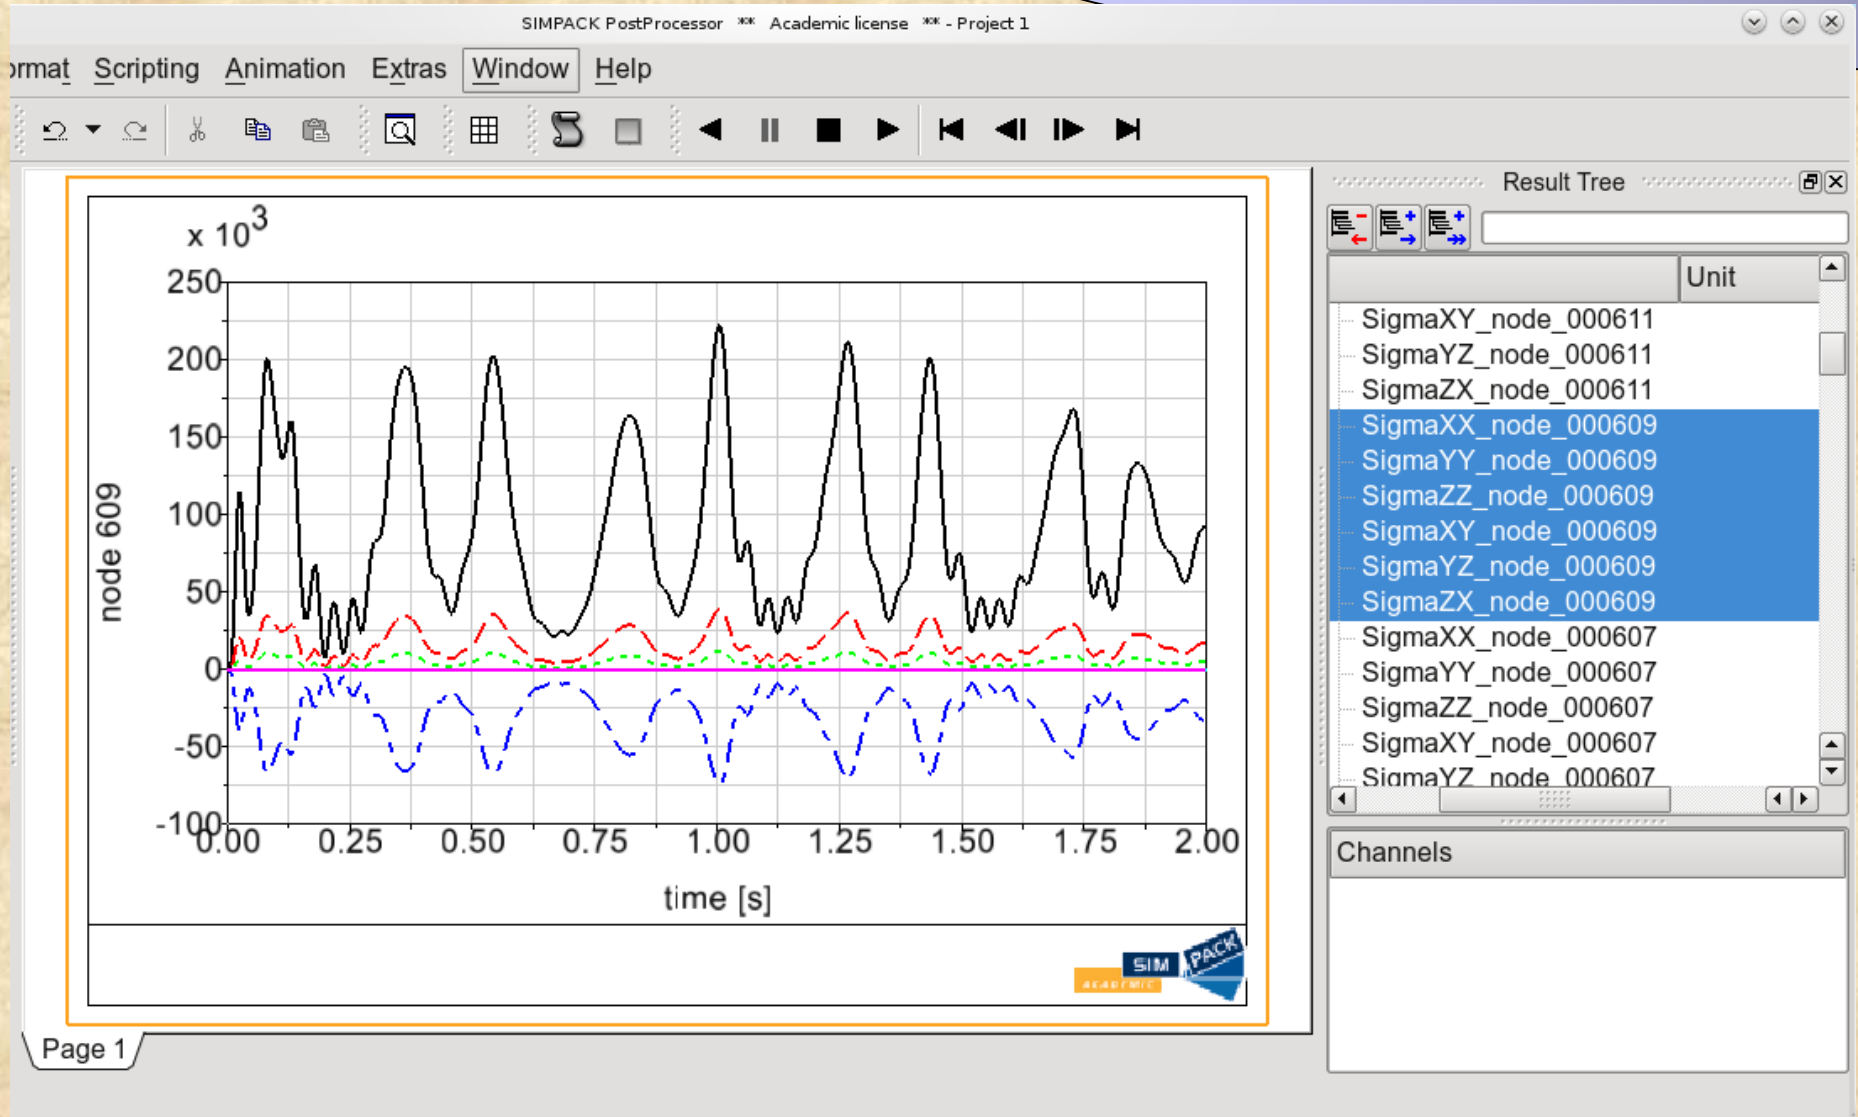 SIMPACK PostProcessor ** Academic license ** - Project 1
ormat Scripting Animation Extras Window Help
Result Tree
Unit
SigmaXY_node_000611
SigmaYZ_node_000611
SigmaZX_node_000611
SigmaXX_node_000609
SigmaYY_node_000609
SigmaZZ_node_000609
SigmaXY_node_000609
SigmaYZ_node_000609
SigmaZX_node_000609
SigmaXX_node_000607
SigmaYY_node_000607
SigmaZZ_node_000607
SigmaXY_node_000607
SigmaYZ_node_000607
Channels
x 10³
250
200
150
100
50
0
-50
-100
node 609
0.00 0.25 0.50 0.75 1.00 1.25 1.50 1.75 2.00
time [s]
SIM PACK
ACADEMIC
Page 1